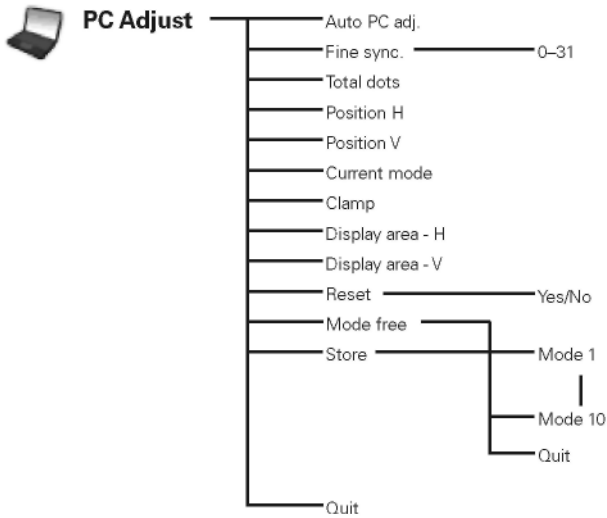 PC Adjust
Auto PC adj.
Fine sync. 0–31
Total dots
Position H
Position V
Current mode
Clamp
Display area - H
Display area - V
Reset Yes/No
Mode free
Store Mode 1
Mode 10
Quit
Quit